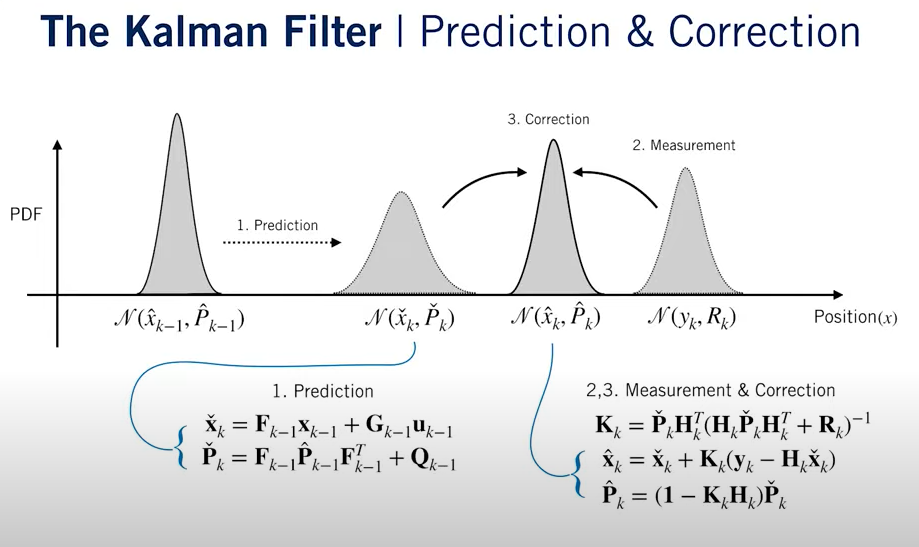 The Kalman Filter | Prediction & Correction
3. Correction
2. Measurement
PDF
1. Prediction
𝒩(x̂ₖ₋₁, P̂ₖ₋₁)
𝒩(x̌ₖ, P̌ₖ)
𝒩(x̂ₖ, P̂ₖ)
𝒩(yₖ, Rₖ)
Position(x)
1. Prediction
x̌ₖ = Fₖ₋₁xₖ₋₁ + Gₖ₋₁uₖ₋₁
P̌ₖ = Fₖ₋₁P̂ₖ₋₁Fᵀₖ₋₁ + Qₖ₋₁
2,3. Measurement & Correction
Kₖ = P̌ₖHₖᵀ(HₖP̌ₖHₖᵀ + Rₖ)⁻¹
x̂ₖ = x̌ₖ + Kₖ(yₖ − Hₖx̌ₖ)
P̂ₖ = (1 − KₖHₖ)P̌ₖ